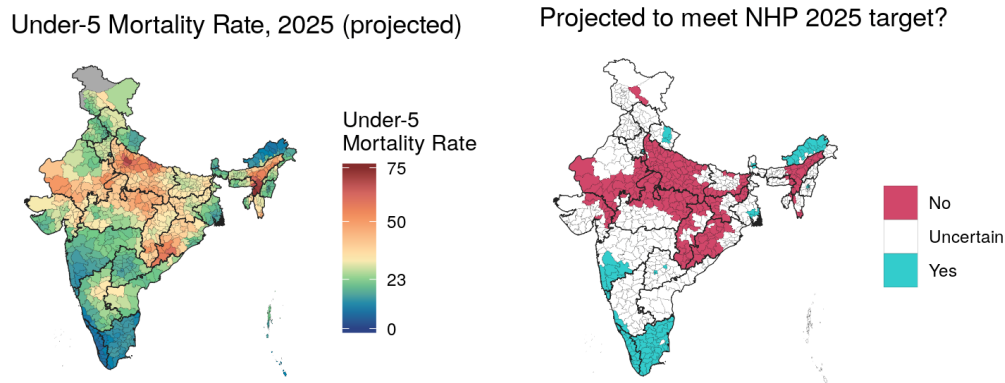 Under-5 Mortality Rate, 2025 (projected)
Under-5
Mortality Rate
75
50
23
0
Projected to meet NHP 2025 target?
No
Uncertain
Yes